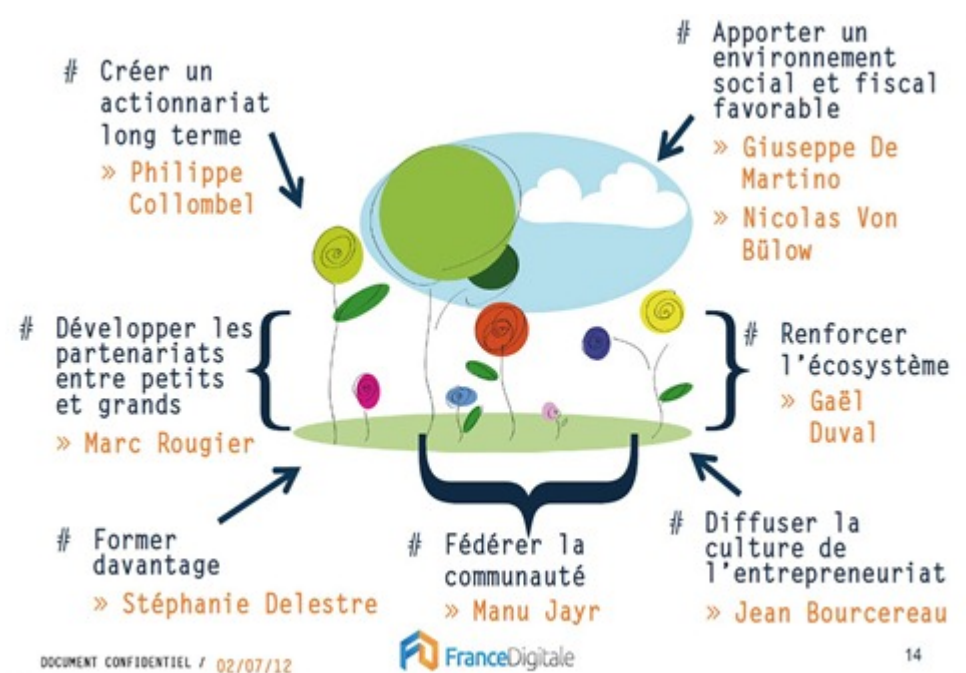 # Créer un
actionnariat
long terme
» Philippe
Collombel
# Apporter un
environnement
social et fiscal
favorable
» Giuseppe De
Martino
» Nicolas Von
Bülow
# Développer les
partenariats
entre petits
et grands
» Marc Rougier
# Renforcer
l'écosystème
» Gaël
Duval
# Former
davantage
» Stéphanie Delestre
# Fédérer la
communauté
» Manu Jayr
# Diffuser la
culture de
l'entrepreneuriat
» Jean Bourcereau
DOCUMENT CONFIDENTIEL / 02/07/12
FranceDigitale
14